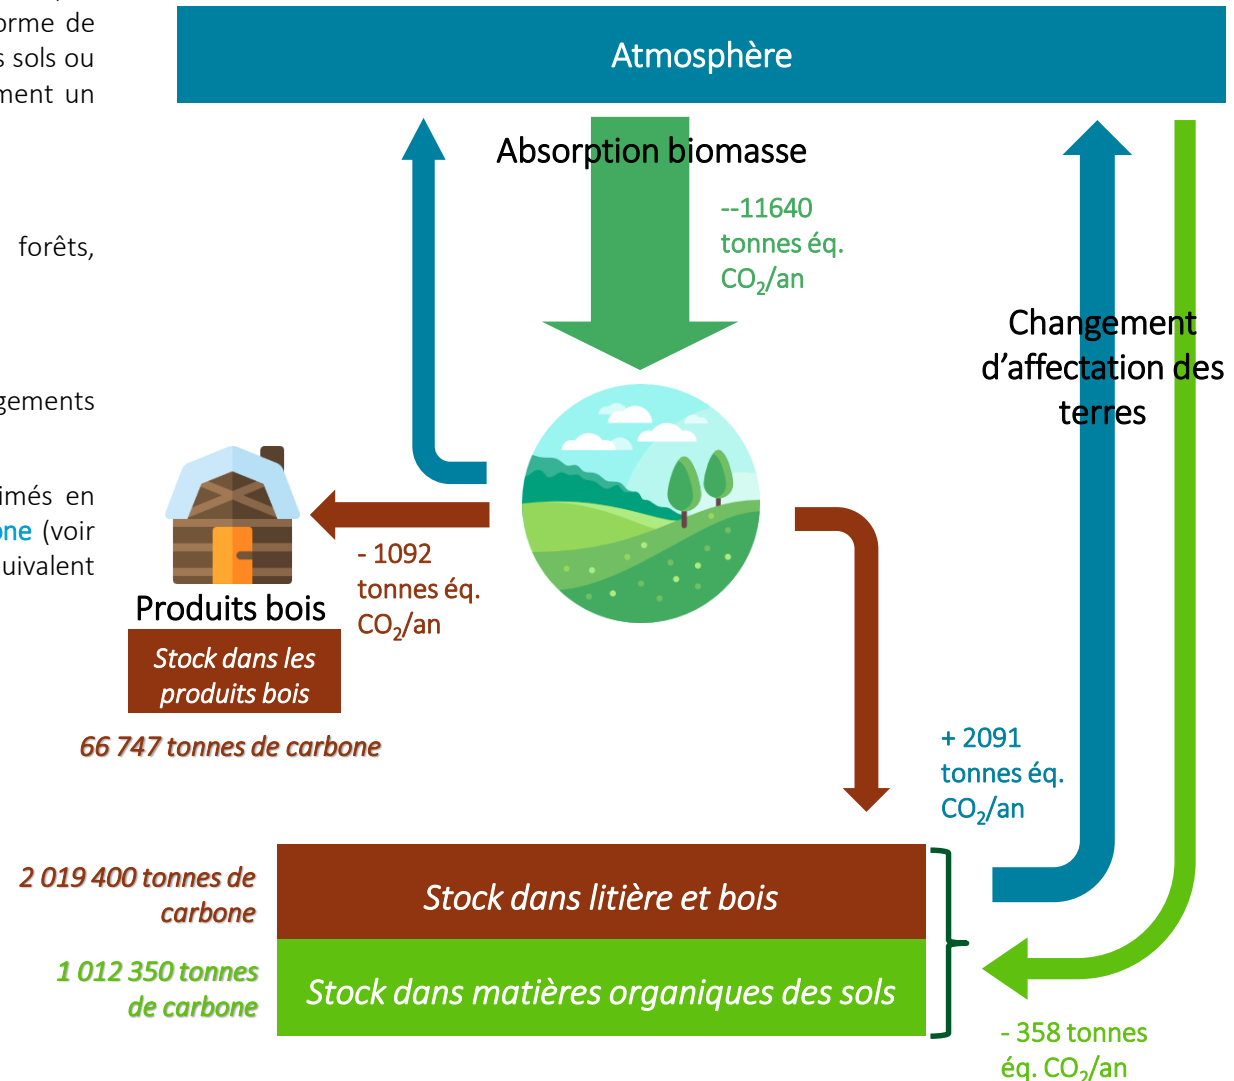 orme de
s sols ou
ment un
forêts,
gements
imés en
one (voir
uivalent
Atmosphère
Absorption biomasse
--11640
tonnes éq.
CO₂/an
Changement
d'affectation des
terres
- 1092
tonnes éq.
CO₂/an
Produits bois
Stock dans les
produits bois
66 747 tonnes de carbone
+ 2091
tonnes éq.
CO₂/an
2 019 400 tonnes de
carbone
Stock dans litière et bois
1 012 350 tonnes
de carbone
Stock dans matières organiques des sols
- 358 tonnes
éq. CO₂/an